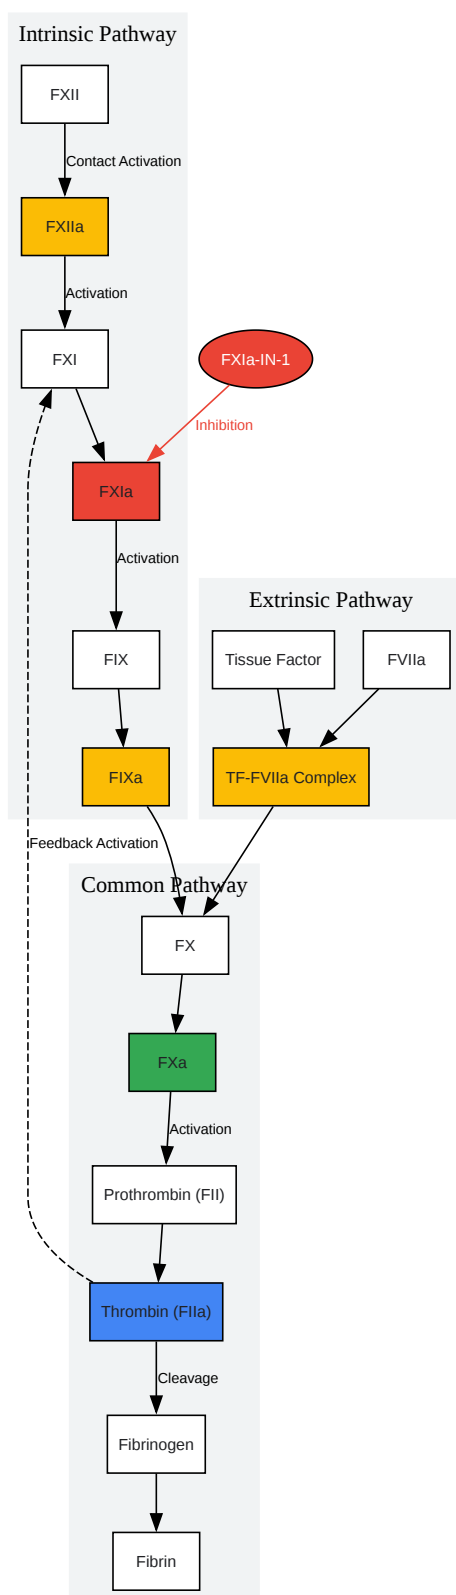 Intrinsic Pathway
FXII
Contact Activation
FXIIa
Activation
FXI
FXIa-IN-1
Inhibition
FXIa
Activation
Extrinsic Pathway
FIX
Tissue Factor
FVIIa
FIXa
TF-FVIIa Complex
Feedback Activation
Common Pathway
FX
FXa
Activation
Prothrombin (FII)
Thrombin (FIIa)
Cleavage
Fibrinogen
Fibrin